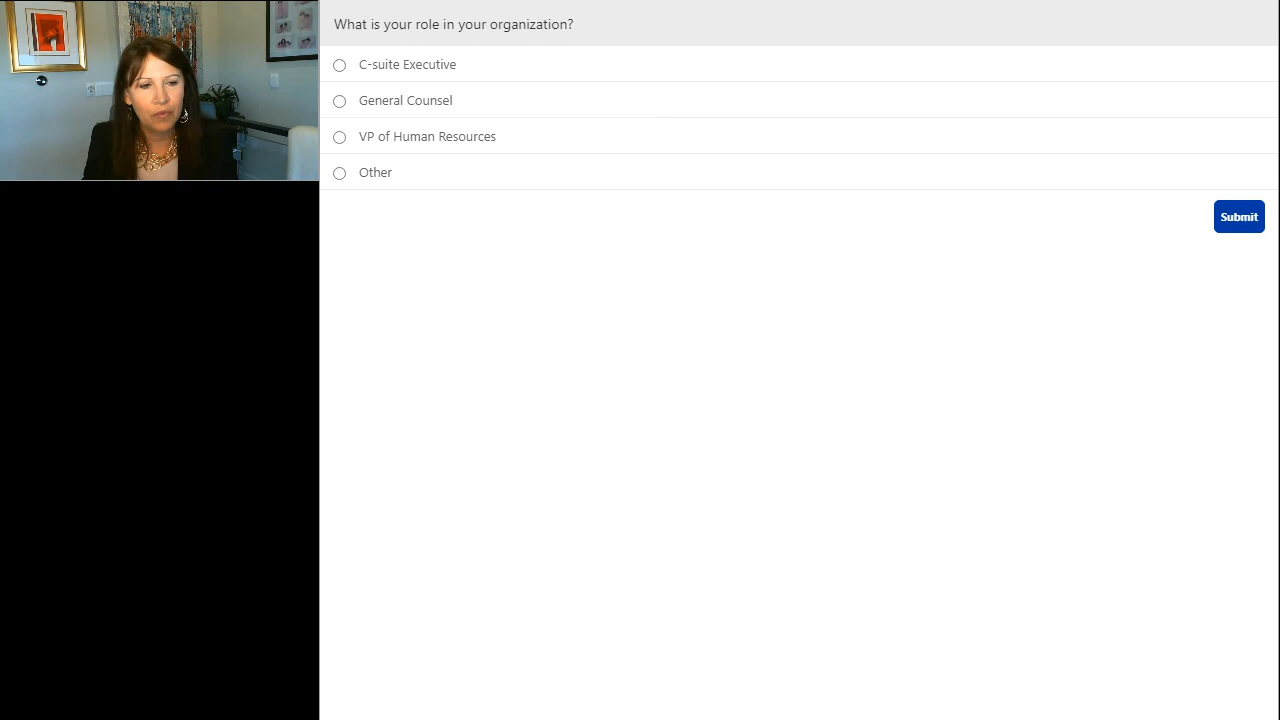 What is your role in your organization?
C-suite Executive
General Counsel
VP of Human Resources
Other
Submit